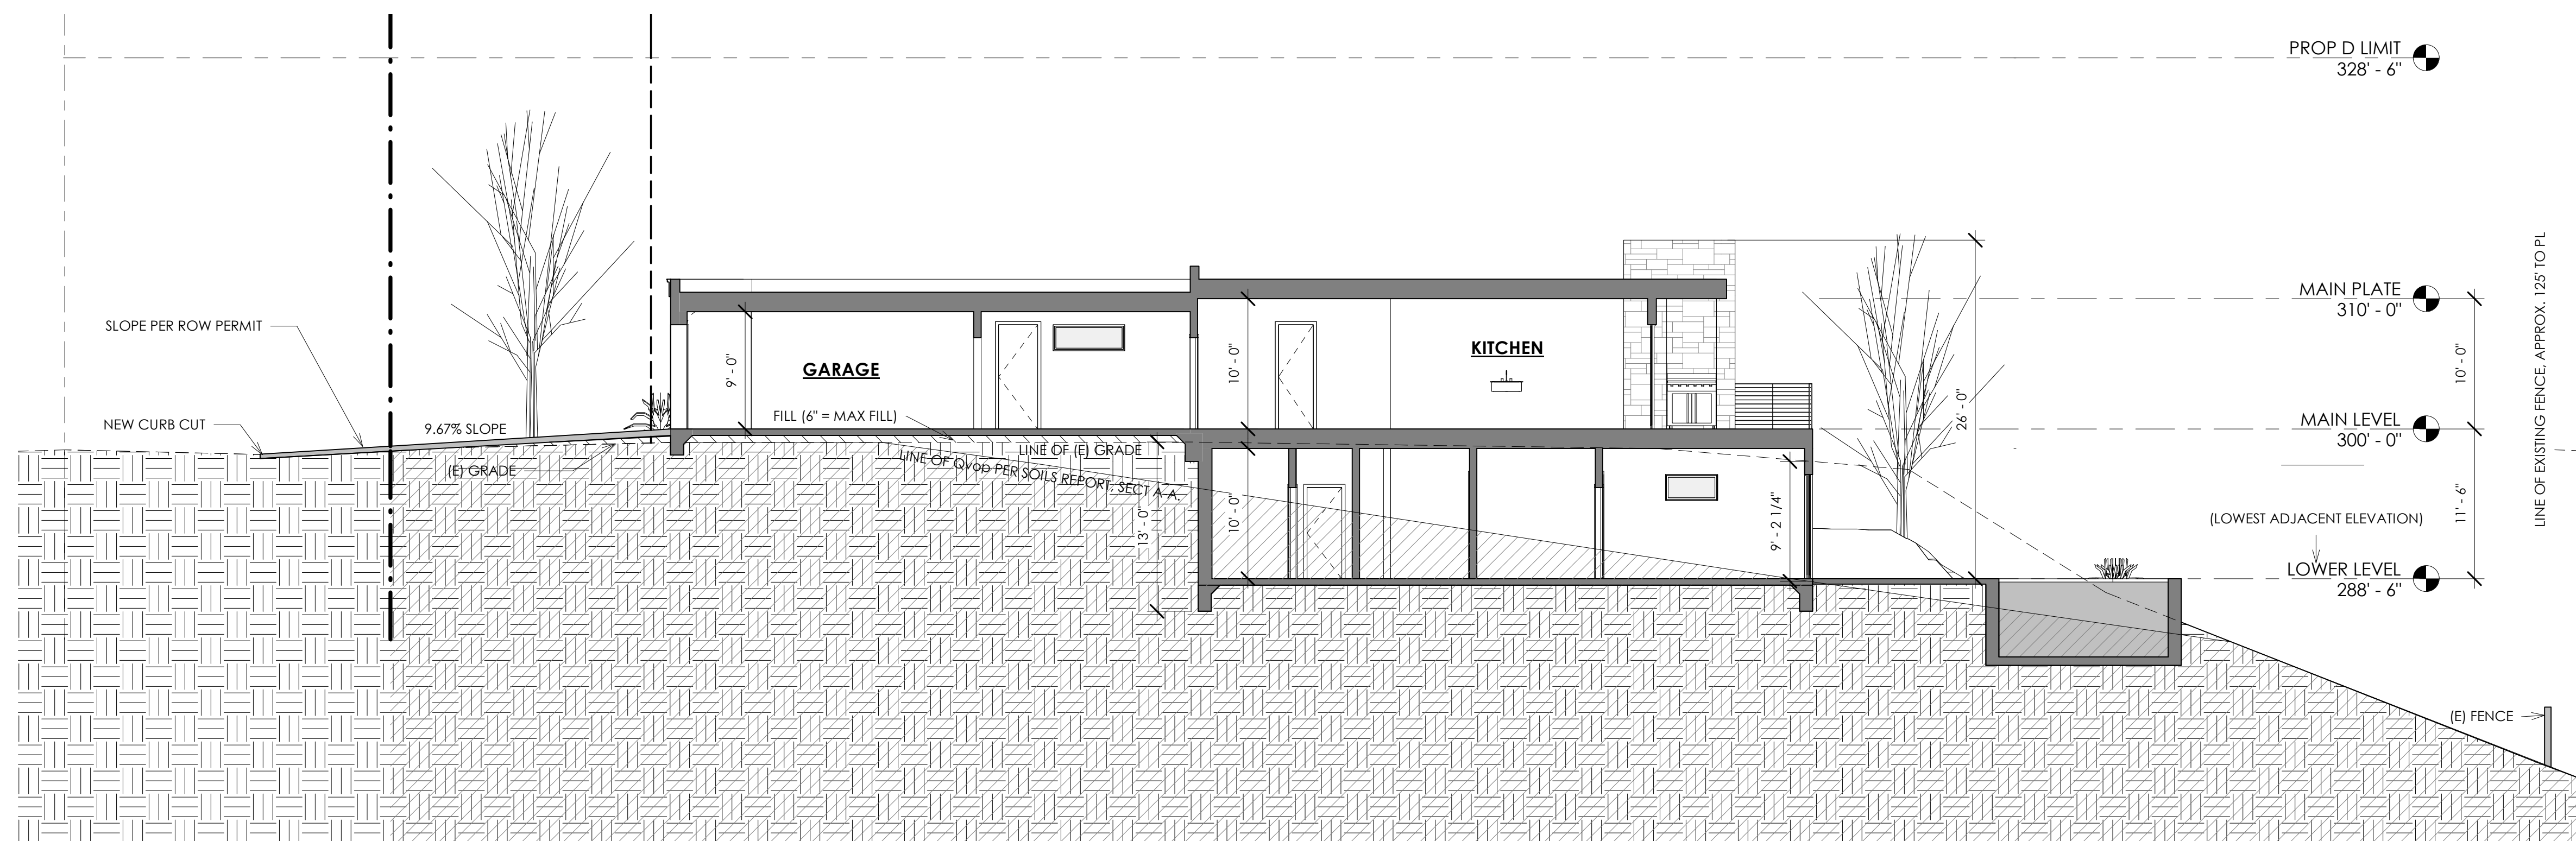 PROP D LIMIT
328' - 6"
MAIN PLATE
310' - 0"
MAIN LEVEL
300' - 0"
(LOWEST ADJACENT ELEVATION)
LOWER LEVEL
288' - 6"
10' - 0"
11' - 6"
LINE OF EXISTING FENCE, APPROX. 125' TO PL
(E) FENCE
SLOPE PER ROW PERMIT
NEW CURB CUT
9.67% SLOPE
(E) GRADE
GARAGE
9' - 0"
FILL (6" = MAX FILL)
LINE OF (E) GRADE
LINE OF Qvop PER SOILS REPORT, SECT A-A.
13' - 0"
10' - 0"
10' - 0"
KITCHEN
9' - 2 1/4"
26' - 0"